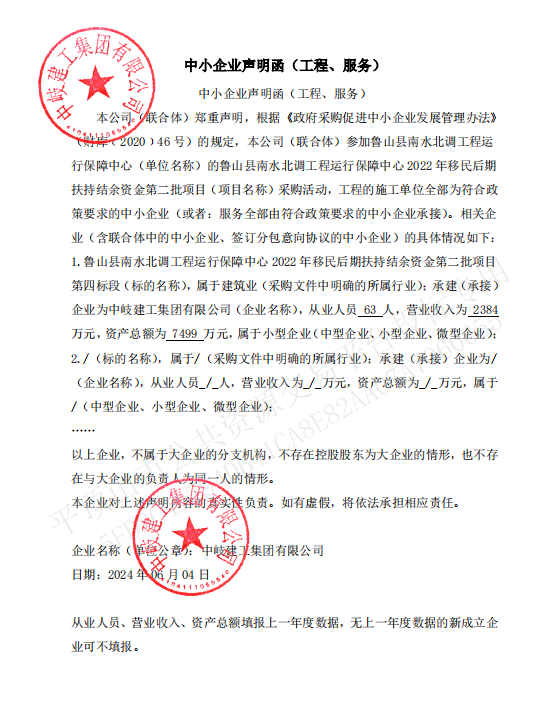 中小企业声明函（工程、服务）
中小企业声明函（工程、服务）
本公司（联合体）郑重声明，根据《政府采购促进中小企业发展管理办法》
（财库﹝2020﹞46号）的规定，本公司（联合体）参加鲁山县南水北调工程运
行保障中心（单位名称）的鲁山县南水北调工程运行保障中心2022年移民后期
扶持结余资金第二批项目（项目名称）采购活动，工程的施工单位全部为符合政
策要求的中小企业（或者：服务全部由符合政策要求的中小企业承接）。相关企
业（含联合体中的中小企业、签订分包意向协议的中小企业）的具体情况如下：
1.鲁山县南水北调工程运行保障中心2022年移民后期扶持结余资金第二批项目
第四标段（标的名称），属于建筑业（采购文件中明确的所属行业）；承建（承接）
企业为中岐建工集团有限公司（企业名称），从业人员 63 人，营业收入为 2384
万元，资产总额为 7499 万元，属于小型企业（中型企业、小型企业、微型企业）；
2./（标的名称），属于/（采购文件中明确的所属行业）；承建（承接）企业为/
（企业名称），从业人员_/_人，营业收入为_/_万元，资产总额为_/_万元，属于
/（中型企业、小型企业、微型企业）；
……
以上企业，不属于大企业的分支机构，不存在控股股东为大企业的情形，也不存
在与大企业的负责人为同一人的情形。
本企业对上述声明内容的真实性负责。如有虚假，将依法承担相应责任。
企业名称（单位公章）：中岐建工集团有限公司
日期：2024年06月04日
从业人员、营业收入、资产总额填报上一年度数据，无上一年度数据的新成立企
业可不填报。
中岐建工集团有限公司
中岐建工集团有限公司